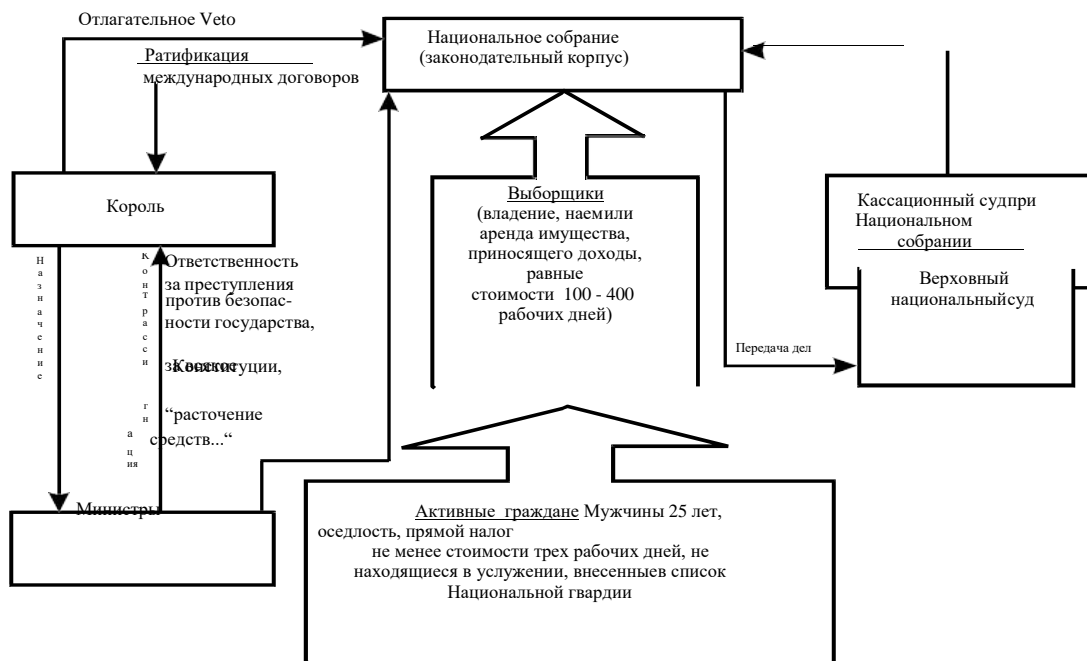 Отлагательное Veto
Ратификация
международных договоров
Национальное собрание
(законодательный корпус)
Король
Выборщики
(владение, наемили
аренда имущества,
приносящего доходы,
равные
стоимости 100 - 400
рабочих дней)
Кассационный судпри
Национальном
собрании
Верховный
национальныйсуд
Назначение
Контрассигнация
Ответственность
за преступления
против безопас-
ности государства,
за всякое
Конституции,
“расточение
средств...“
Передача дел
Министры
Активные граждане Мужчины 25 лет,
оседлость, прямой налог
не менее стоимости трех рабочих дней, не
находящиеся в услужении, внесенныев список
Национальной гвардии